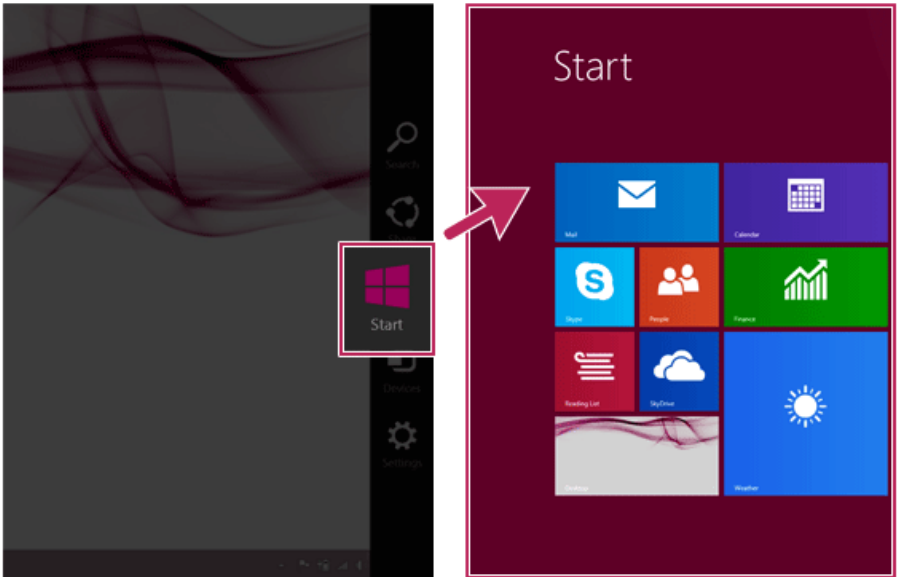 Search
Start
Devices
Settings
Start
Mail
Calendar
Skype
People
Finance
Reading List
SkyDrive
Desktop
Weather